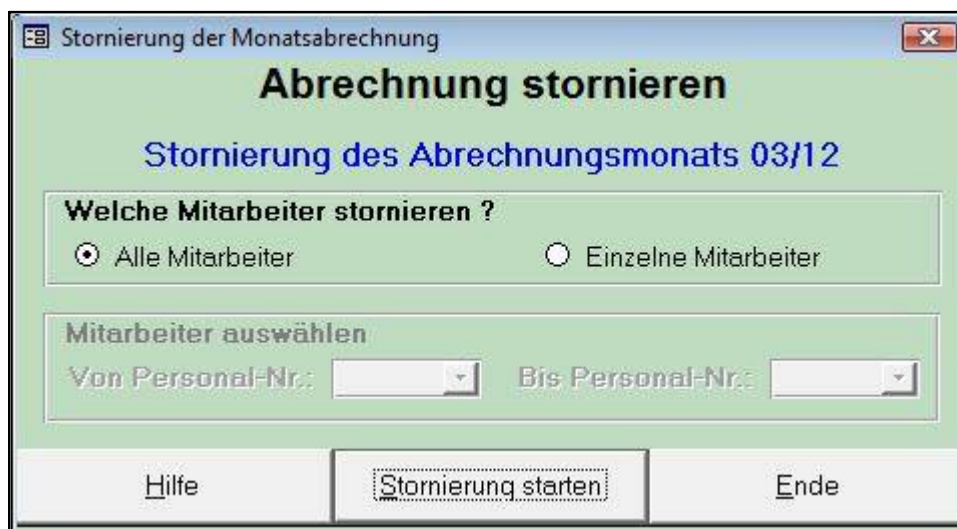 Stornierung der Monatsabrechnung
Abrechnung stornieren
Stornierung des Abrechnungsmonats 03/12
Welche Mitarbeiter stornieren ?
Alle Mitarbeiter Einzelne Mitarbeiter
Mitarbeiter auswählen
Von Personal-Nr.: Bis Personal-Nr.:
Hilfe Stornierung starten Ende